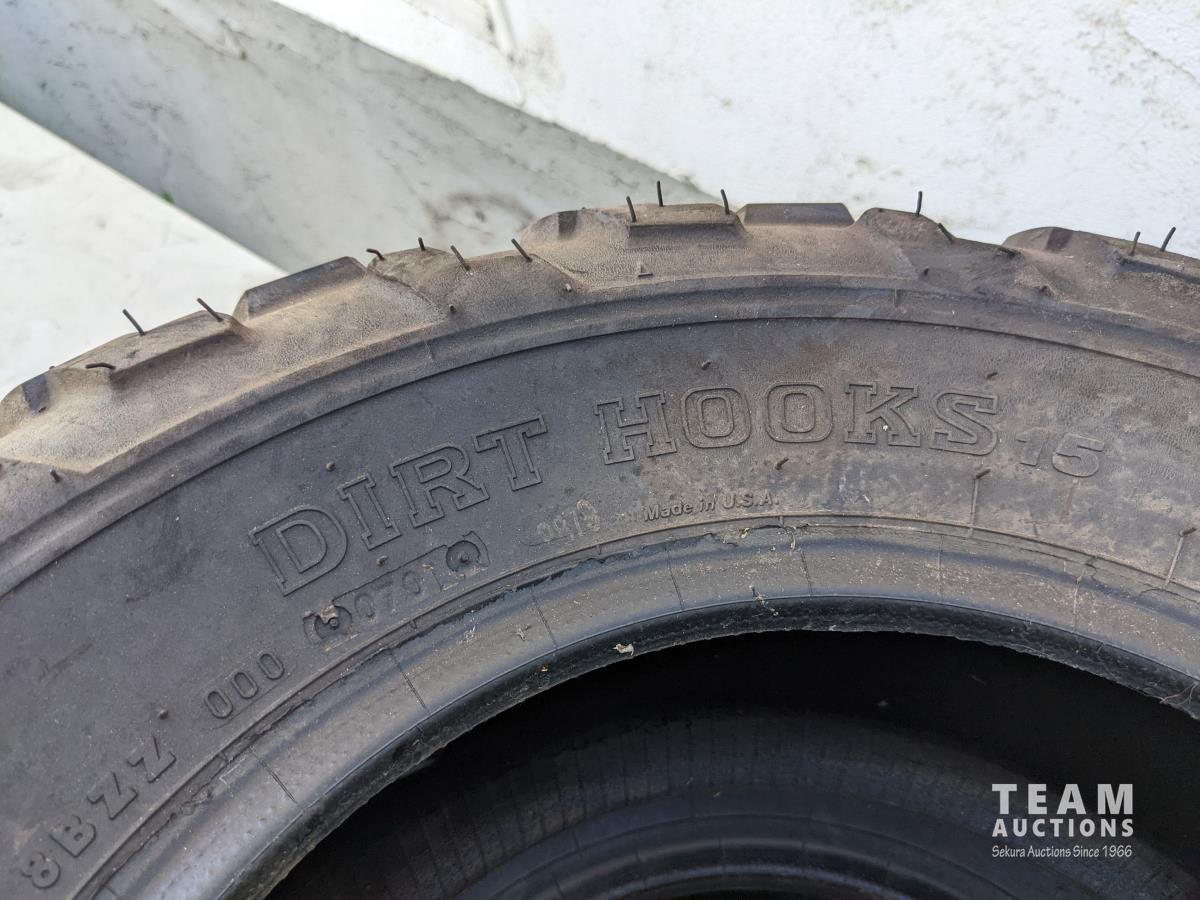 DIRT HOOKS 15
Made in U.S.A.
000
8BZZ
TEAM
AUCTIONS
Sekura Auctions Since 1966